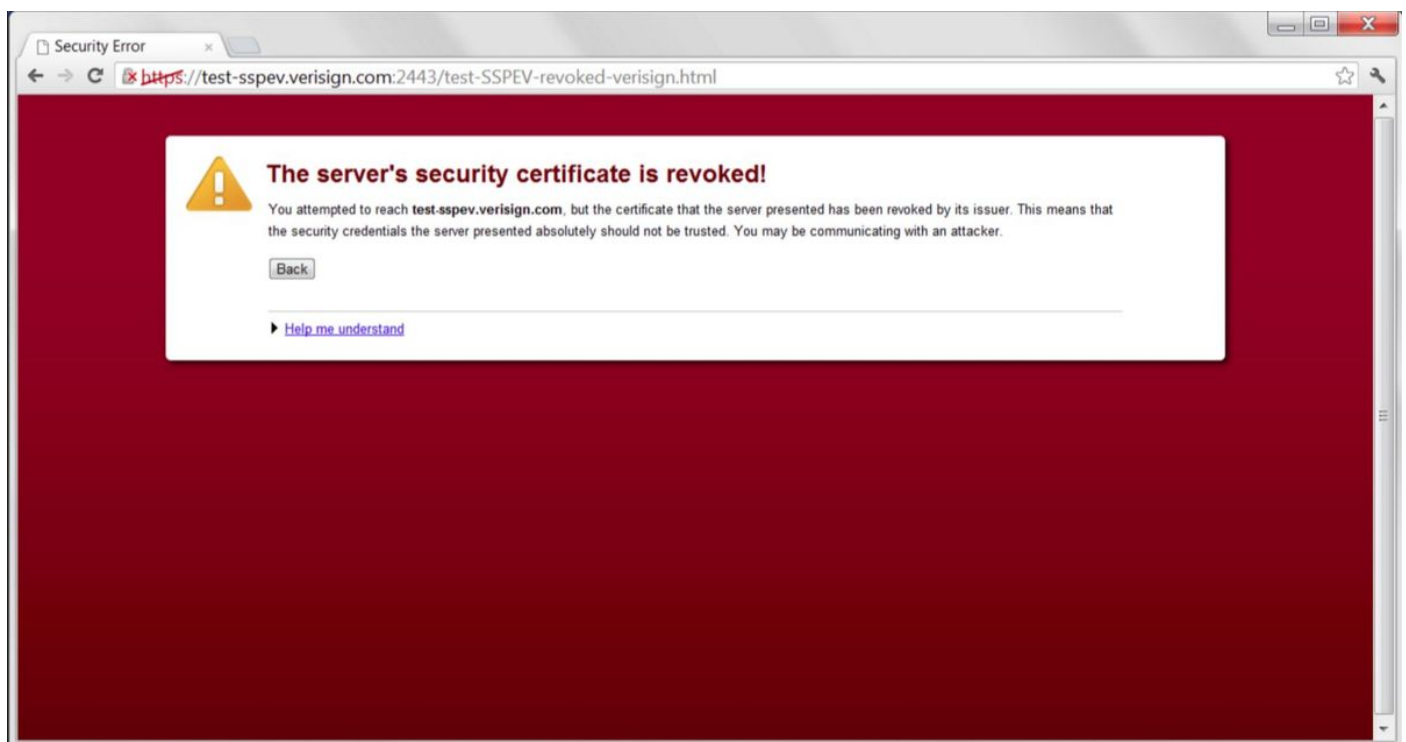 Security Error
https://test-sspev.verisign.com:2443/test-SSPEV-revoked-verisign.html
The server's security certificate is revoked!
You attempted to reach test-sspev.verisign.com, but the certificate that the server presented has been revoked by its issuer. This means that
the security credentials the server presented absolutely should not be trusted. You may be communicating with an attacker.
Back
Help me understand